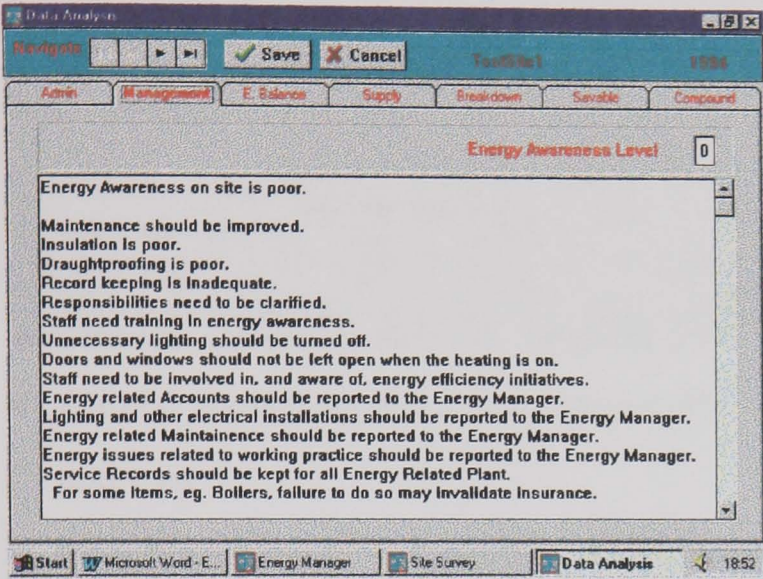 Data Analysis
Navigate Save Cancel TestSite1 1996
Admin Management E. Balance Supply Breakdown Savable Compound
Energy Awareness Level 0
Energy Awareness on site is poor.
Maintenance should be improved.
Insulation is poor.
Draughtproofing is poor.
Record keeping is inadequate.
Responsibilities need to be clarified.
Staff need training in energy awareness.
Unnecessary lighting should be turned off.
Doors and windows should not be left open when the heating is on.
Staff need to be involved in, and aware of, energy efficiency initiatives.
Energy related Accounts should be reported to the Energy Manager.
Lighting and other electrical installations should be reported to the Energy Manager.
Energy related Maintainence should be reported to the Energy Manager.
Energy issues related to working practice should be reported to the Energy Manager.
Service Records should be kept for all Energy Related Plant.
For some Items, eg. Boilers, failure to do so may invalidate insurance.
Start Microsoft Word - E... Energy Manager Site Survey Data Analysis 18:52